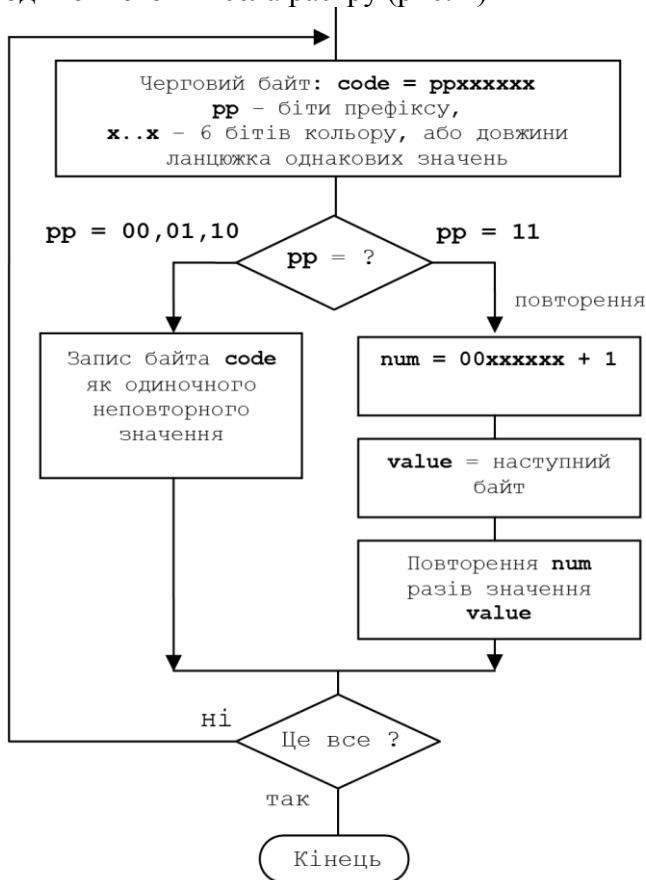 Черговий байт: code = ppxxxxxx
pp – біти префіксу,
x..x – 6 бітів кольору, або довжини
ланцюжка однакових значень
pp = 00,01,10
pp = 11
pp = ?
повторення
Запис байта code
як одиночного
неповторного
значення
num = 00xxxxxx + 1
value = наступний
байт
Повторення num
разів значення
value
ні
Це все ?
так
Кінець